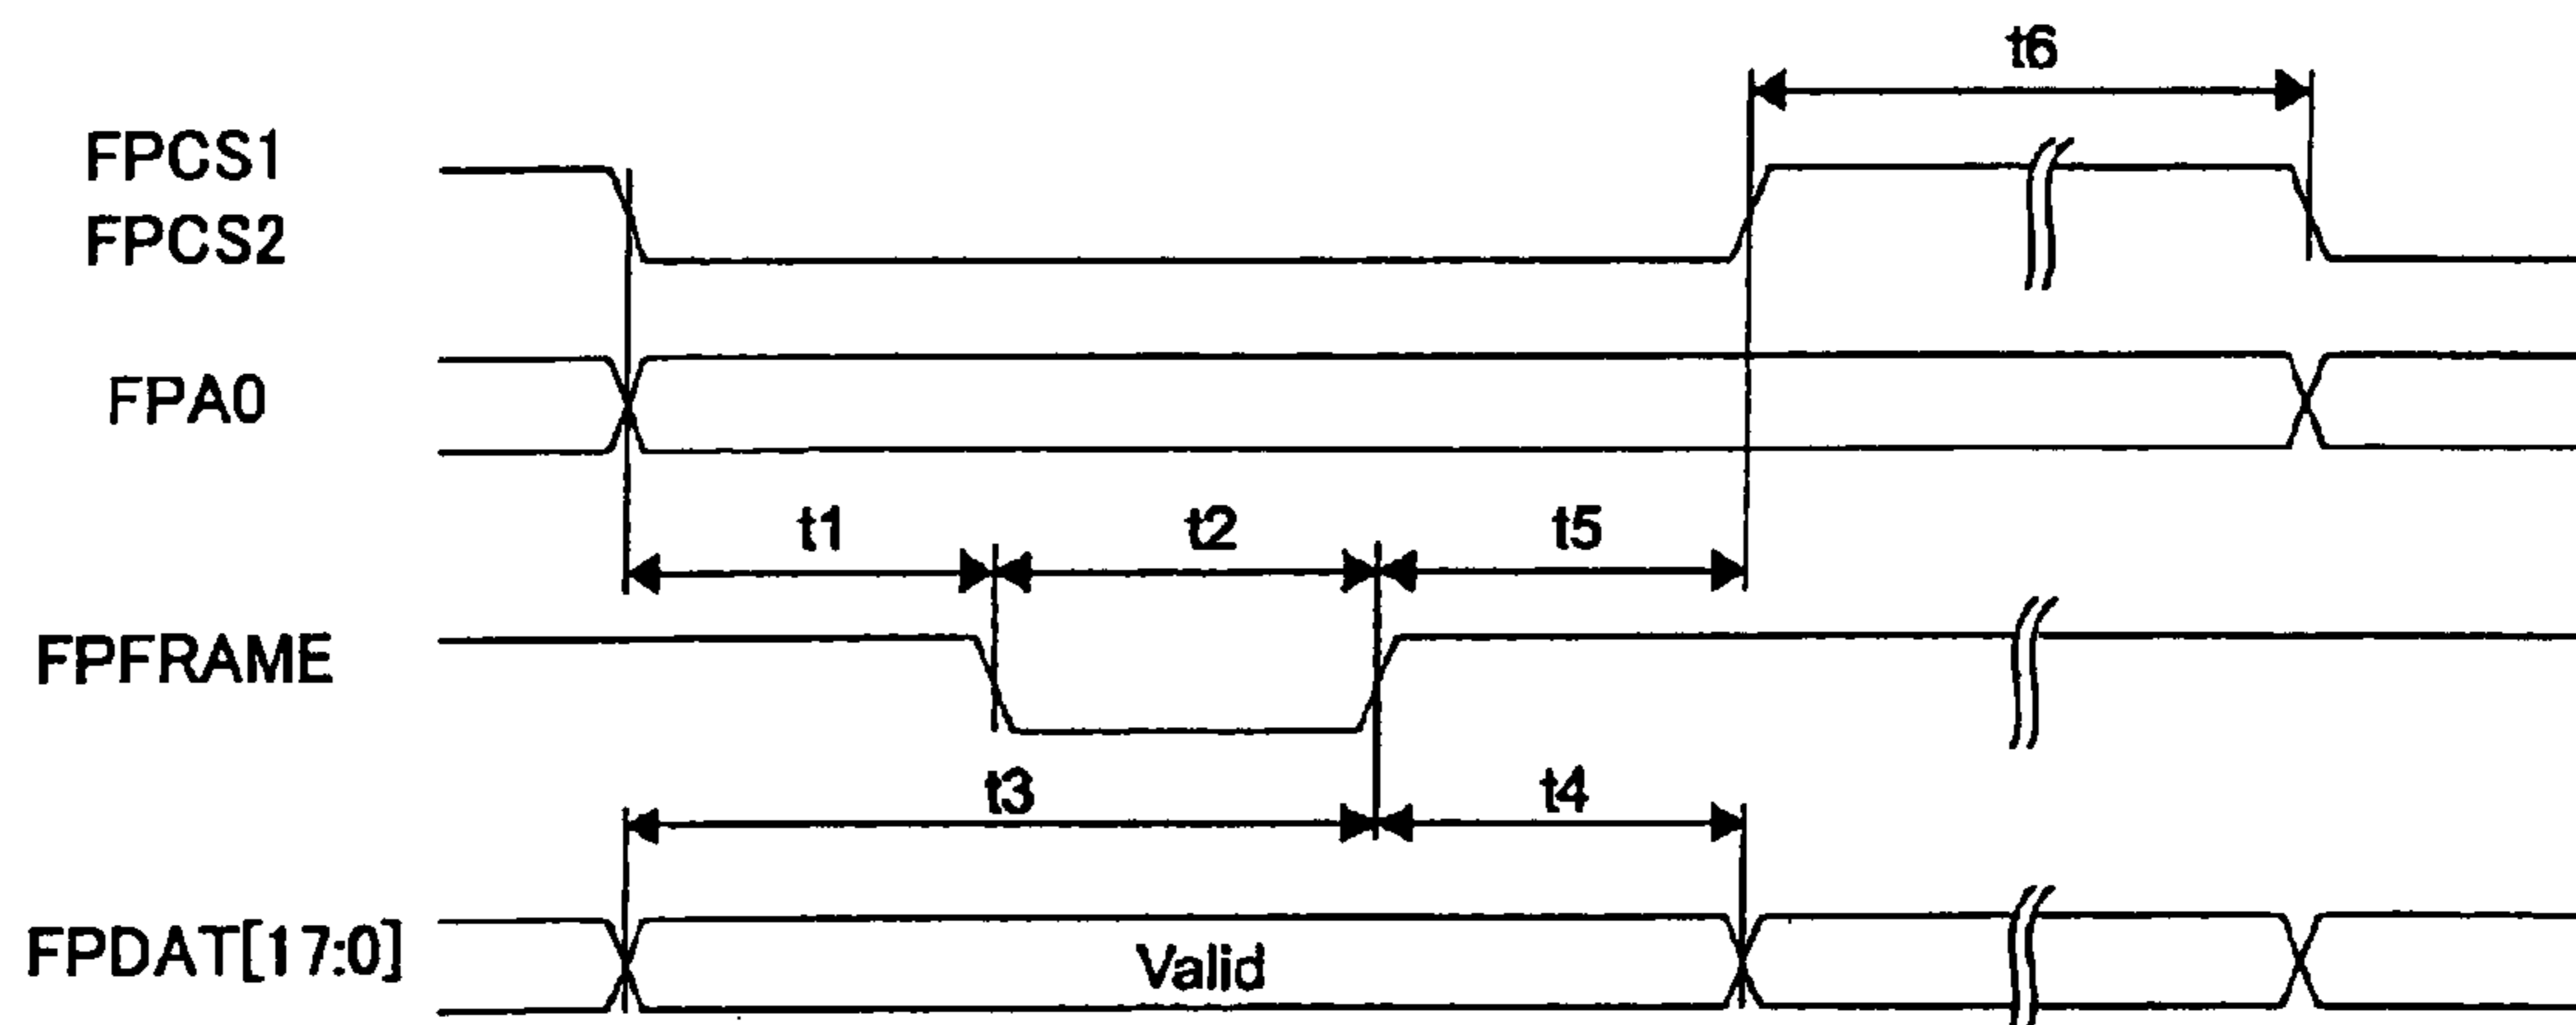 t6
FPCS1
FPCS2
FPA0
t1 t2 t5
FPFRAME
t3 t4
FPDAT[17:0] Valid